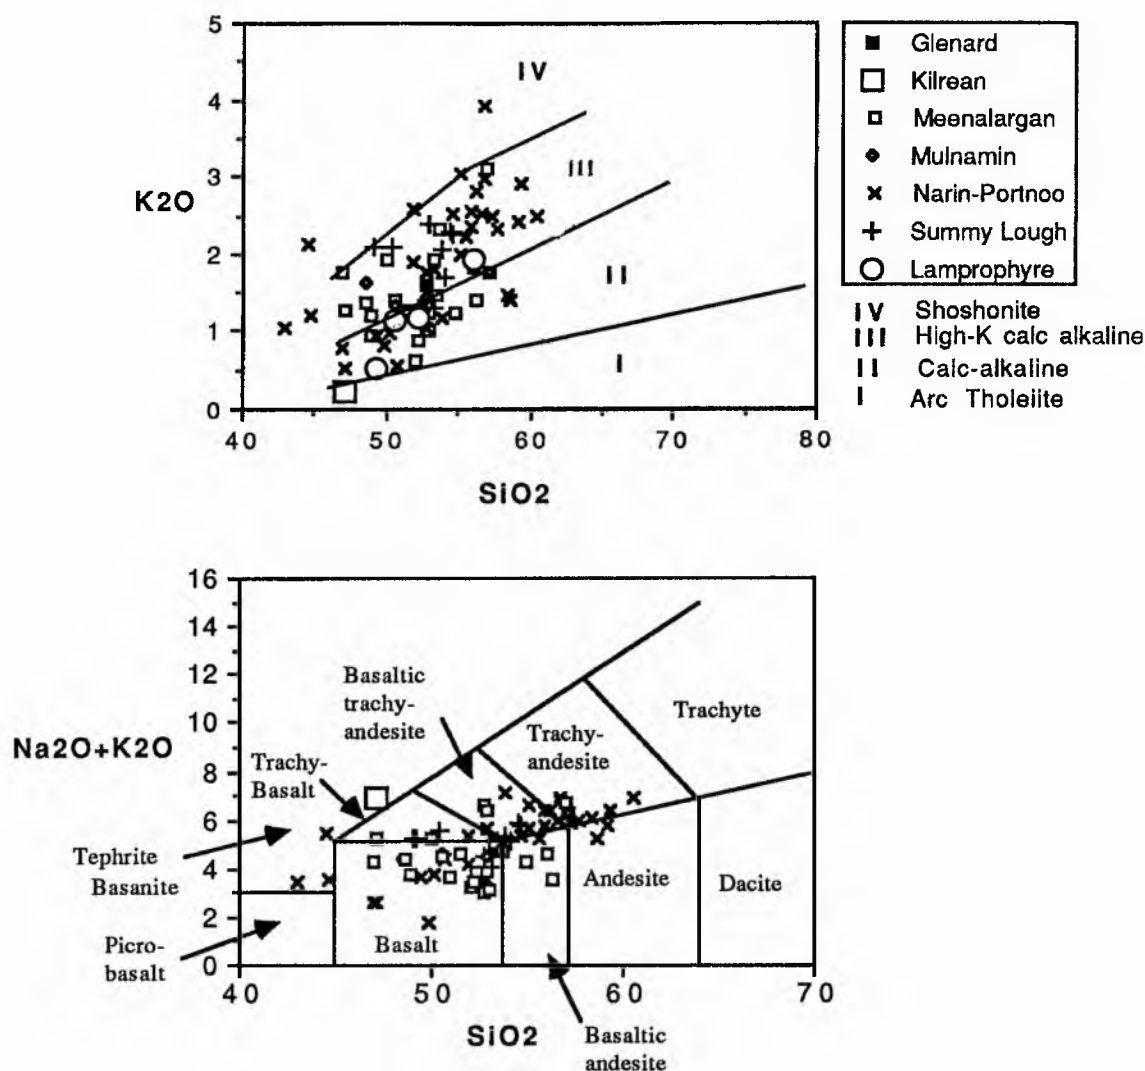 5
4
3
2
1
0
K2O
40
50
60
70
80
SiO2
IV
III
II
I
Glenard
Kilrean
Meenalargan
Mulnamin
Narin-Portnoo
Summy Lough
Lamprophyre
IV Shoshonite
III High-K calc alkaline
II Calc-alkaline
I Arc Tholeiite
16
14
12
10
8
6
4
2
0
Na2O+K2O
40
50
60
70
SiO2
Basaltic
trachy-
andesite
Trachy-
andesite
Trachyte
Trachy-
Basalt
Tephrite
Basanite
Picro-
basalt
Basalt
Andesite
Dacite
Basaltic
andesite